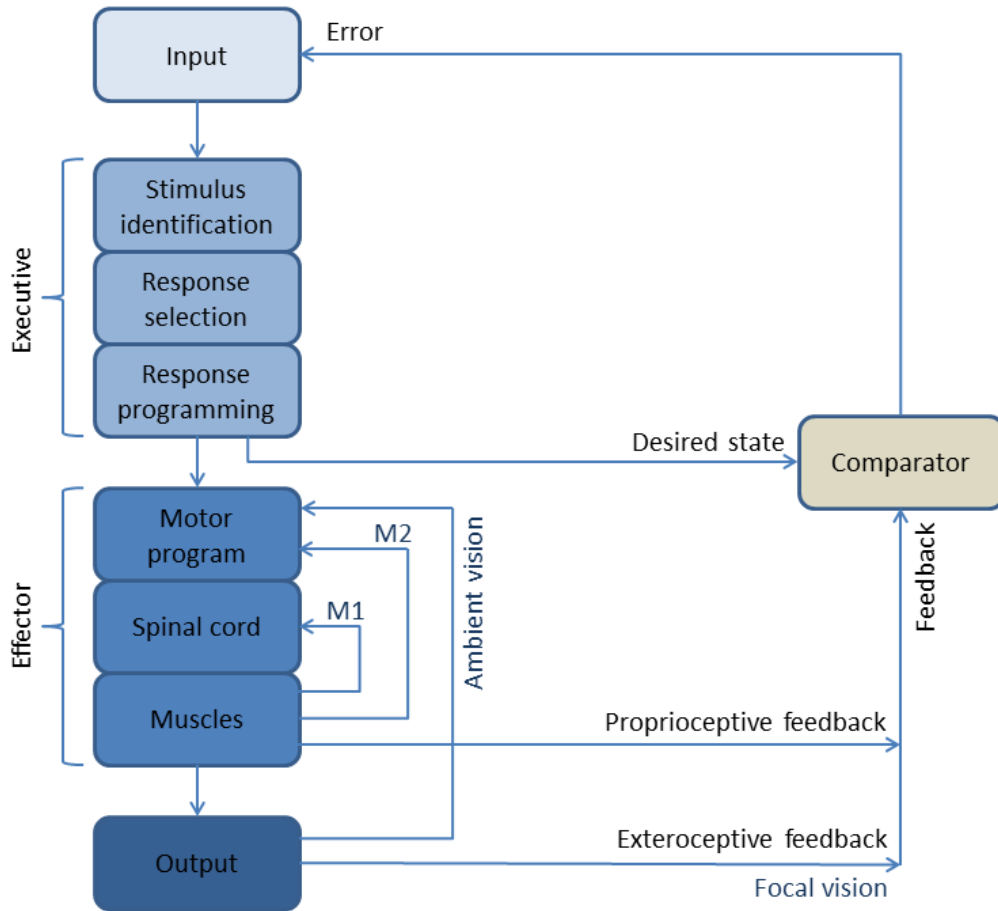 Error
Input
Stimulus
identification
Response
selection
Response
programming
Executive
Desired state
Comparator
Motor
program
M2
M1
Spinal cord
Muscles
Effector
Ambient vision
Feedback
Proprioceptive feedback
Output
Exteroceptive feedback
Focal vision